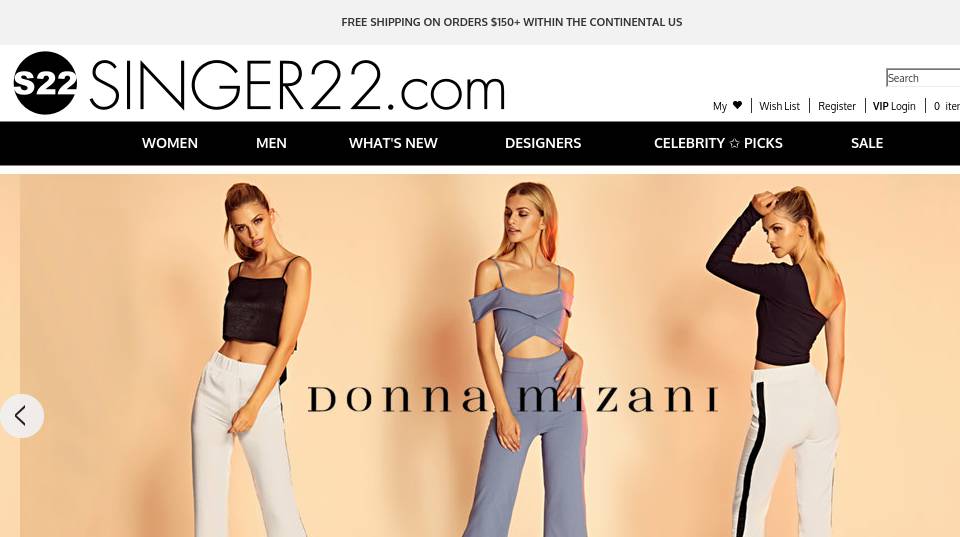 FREE SHIPPING ON ORDERS $150+ WITHIN THE CONTINENTAL US
S22 SINGER22.com
Search
My ♥ Wish List Register VIP Login 0 iter
WOMEN MEN WHAT'S NEW DESIGNERS CELEBRITY ✩ PICKS SALE
DONNA MIZANI